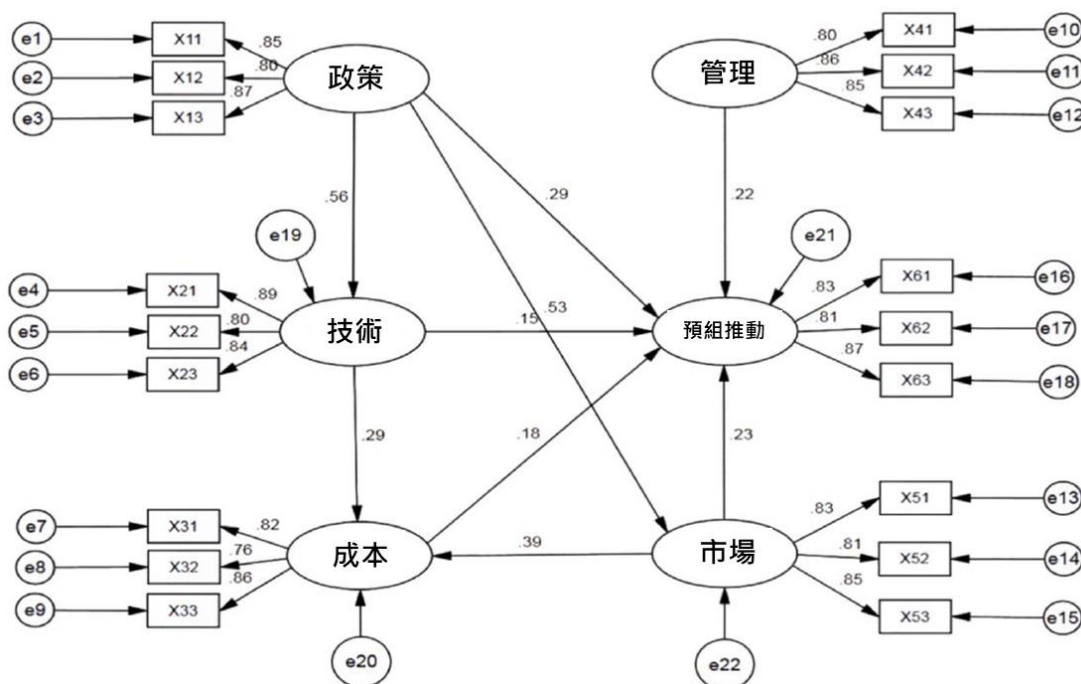 e1
X11
.85
e2
X12
.80
e3
X13
.87
政策
管理
.80
X41
e10
.86
X42
e11
.85
X43
e12
.56
.29
.22
e19
e21
e4
X21
.89
e5
X22
.80
e6
X23
.84
技術
.15
.53
預組推動
.83
X61
e16
.81
X62
e17
.87
X63
e18
.29
.18
.23
e7
X31
.82
e8
X32
.76
e9
X33
.86
成本
.39
市場
.83
X51
e13
.81
X52
e14
.85
X53
e15
e20
e22